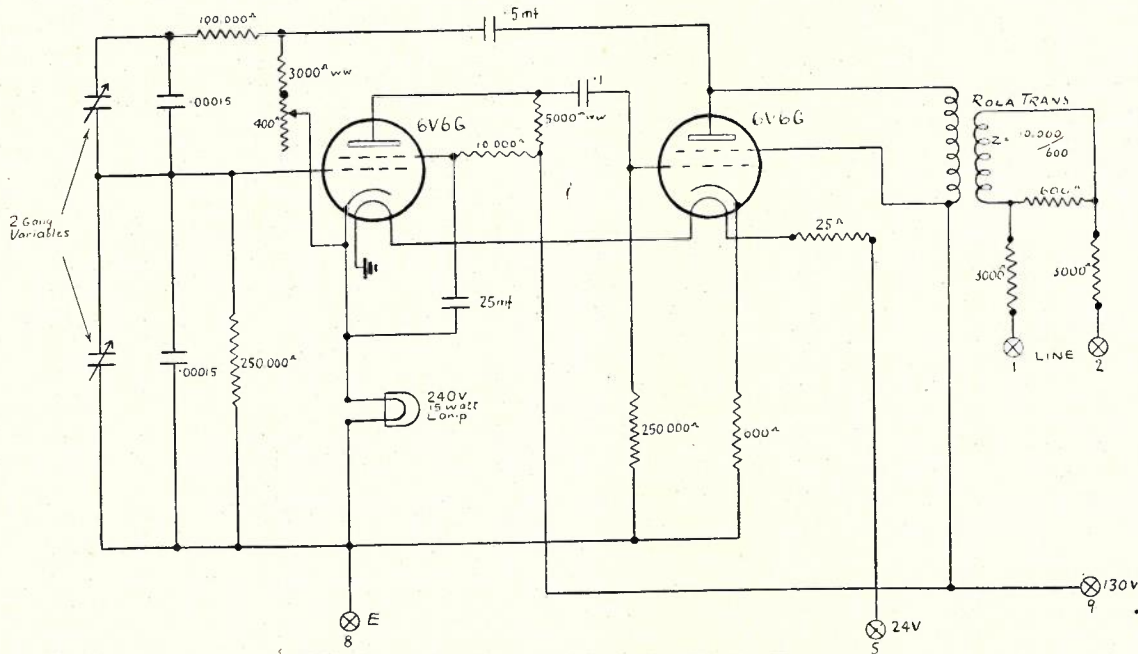 100,000Ω
·5mf
3000Ω ww
·00015
400Ω
6V6G
10.000Ω
5000Ω ww
·1
6V6G
ROLA TRANS
Z= 10,000/600
600Ω
2 Gang
Variables
25Ω
3000Ω
3000Ω
25mf
·00015
250.000Ω
240V
15 watt
Lamp
1 LINE 2
250.000Ω
E
8
24V
130V
9